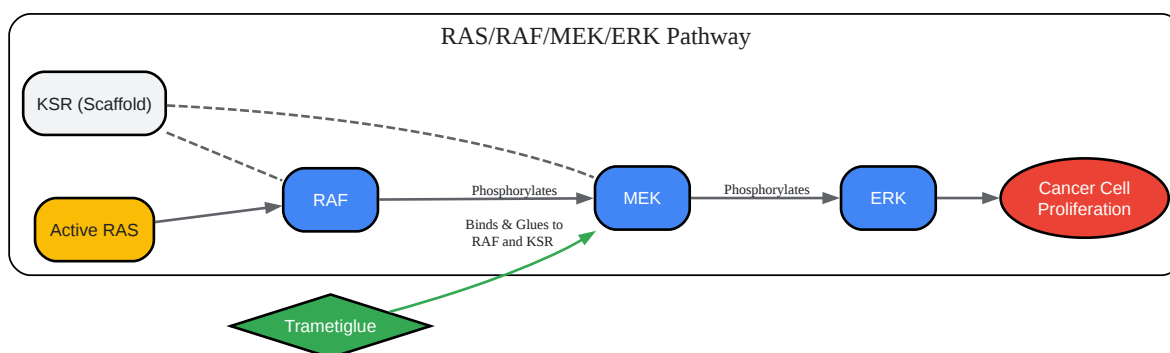 RAS/RAF/MEK/ERK Pathway
KSR (Scaffold)
Active RAS
RAF
Phosphorylates
MEK
Phosphorylates
ERK
Cancer Cell
Proliferation
Binds & Glues to
RAF and KSR
Trametiglue